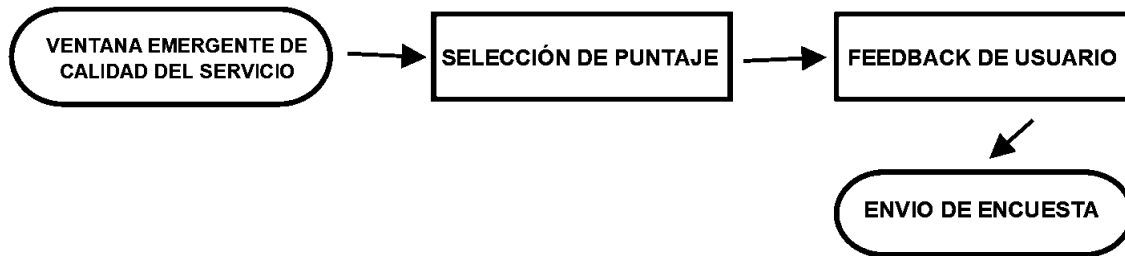 VENTANA EMERGENTE DE
CALIDAD DEL SERVICIO
SELECCIÓN DE PUNTAJE
FEEDBACK DE USUARIO
ENVIO DE ENCUESTA